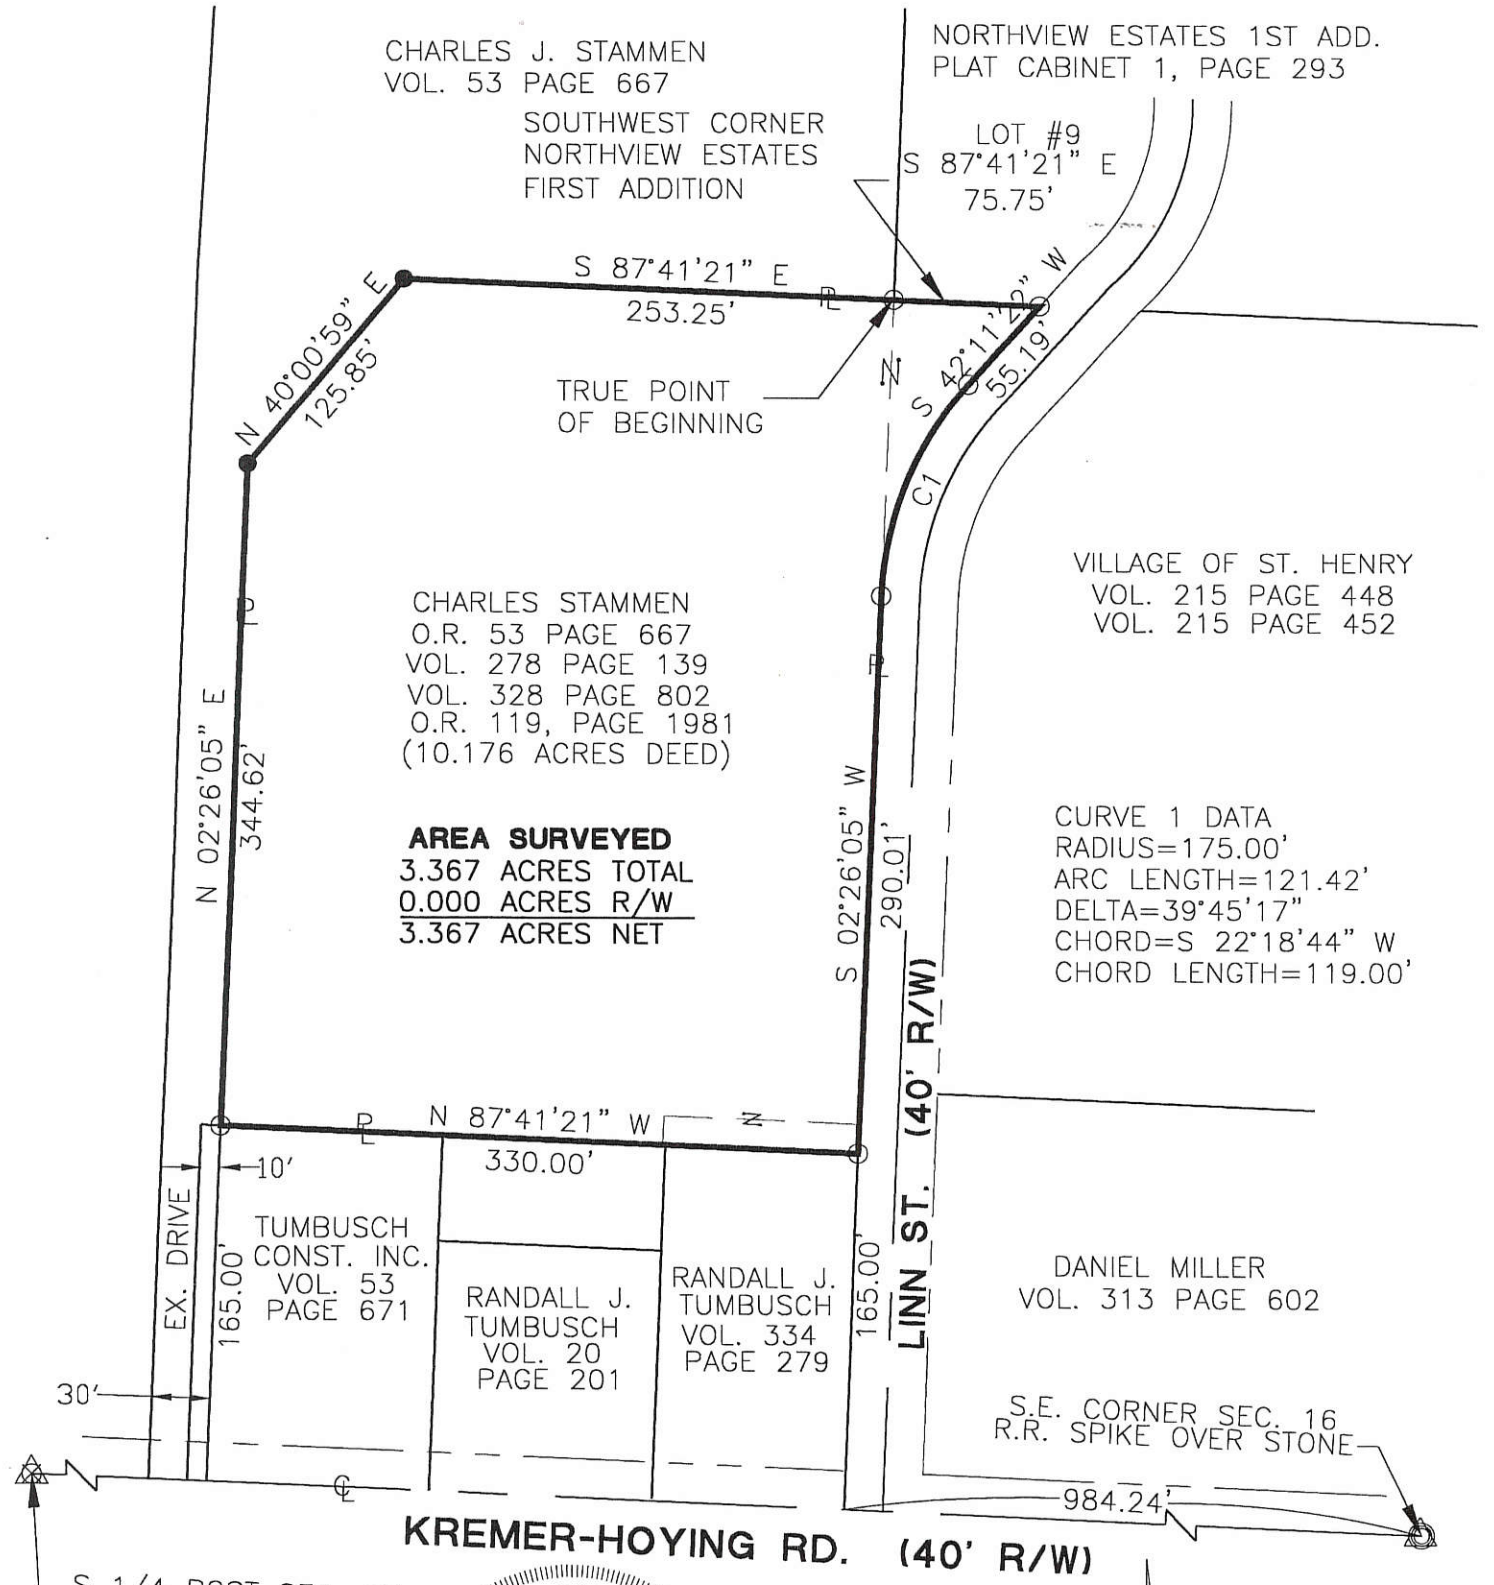 CHARLES J. STAMMEN
VOL. 53 PAGE 667
NORTHVIEW ESTATES 1ST ADD.
PLAT CABINET 1, PAGE 293
SOUTHWEST CORNER
NORTHVIEW ESTATES
FIRST ADDITION
LOT #9
S 87°41'21" E
75.75'
S 87°41'21" E
253.25'
PL
N 40°00'59" E
125.85'
S 42°11'22" W
55.19'
TRUE POINT
OF BEGINNING
N
C1
VILLAGE OF ST. HENRY
VOL. 215 PAGE 448
VOL. 215 PAGE 452
CHARLES STAMMEN
O.R. 53 PAGE 667
VOL. 278 PAGE 139
VOL. 328 PAGE 802
O.R. 119, PAGE 1981
(10.176 ACRES DEED)
PL
PL
N 02°26'05" E
344.62'
AREA SURVEYED
3.367 ACRES TOTAL
0.000 ACRES R/W
3.367 ACRES NET
S 02°26'05" W
290.01'
CURVE 1 DATA
RADIUS=175.00'
ARC LENGTH=121.42'
DELTA=39°45'17"
CHORD=S 22°18'44" W
CHORD LENGTH=119.00'
LINN ST. (40' R/W)
PL
N 87°41'21" W
330.00'
N
10'
EX. DRIVE
165.00'
TUMBUSCH
CONST. INC.
VOL. 53
PAGE 671
RANDALL J.
TUMBUSCH
VOL. 20
PAGE 201
RANDALL J.
TUMBUSCH
VOL. 334
PAGE 279
165.00'
DANIEL MILLER
VOL. 313 PAGE 602
30'
S.E. CORNER SEC. 16
R.R. SPIKE OVER STONE
CL
984.24'
KREMER-HOYING RD. (40' R/W)
S 1/4 POST